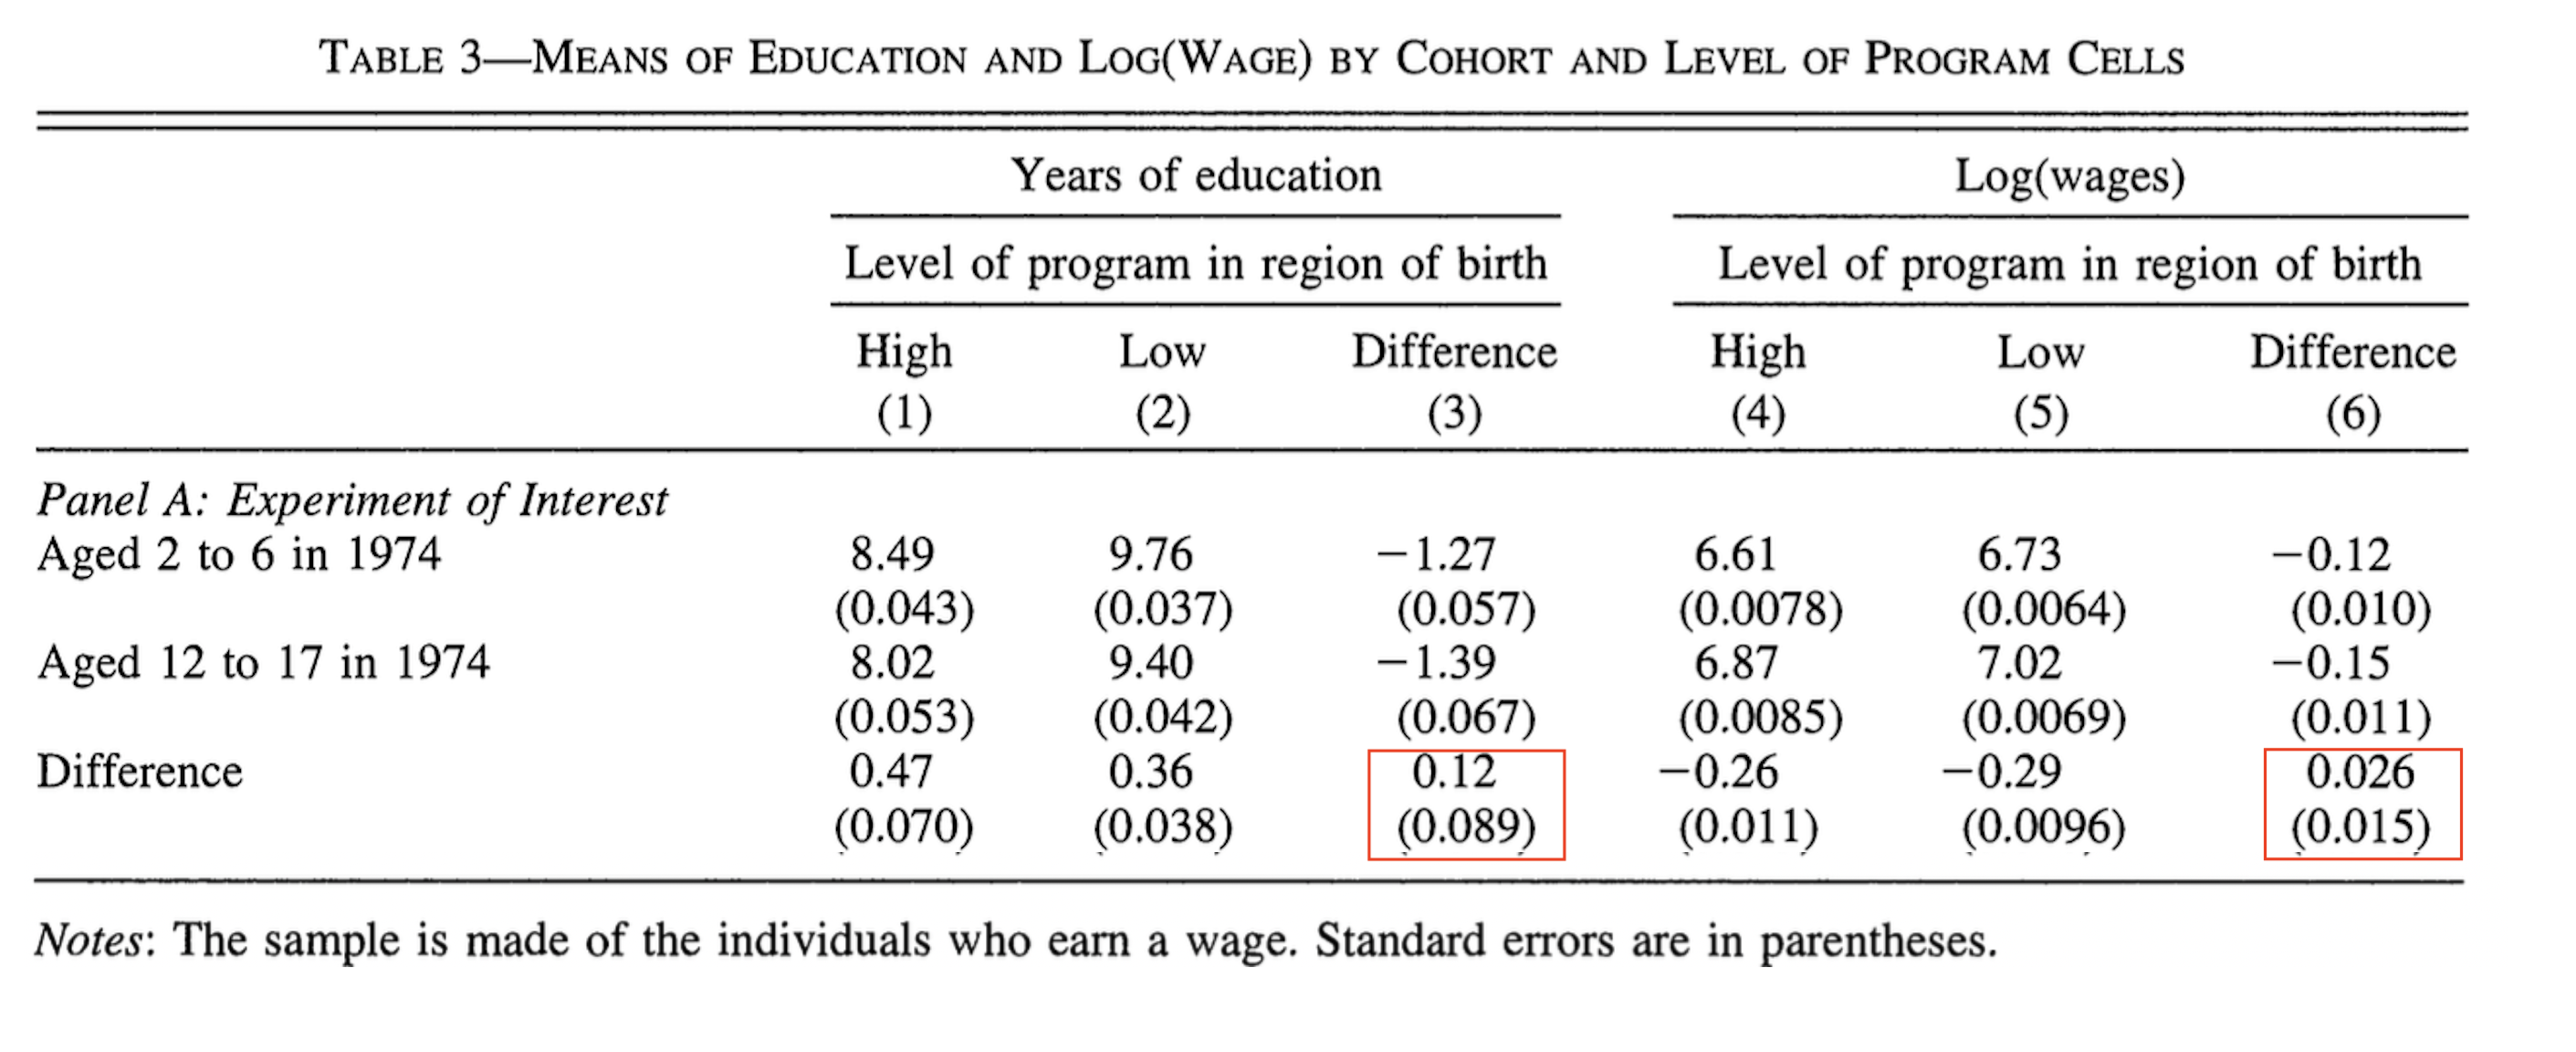 TABLE 3—MEANS OF EDUCATION AND LOG(WAGE) BY COHORT AND LEVEL OF PROGRAM CELLS
Years of education Log(wages)
Level of program in region of birth Level of program in region of birth
High Low Difference High Low Difference
(1) (2) (3) (4) (5) (6)
Panel A: Experiment of Interest
Aged 2 to 6 in 1974 8.49 9.76 −1.27 6.61 6.73 −0.12
(0.043) (0.037) (0.057) (0.0078) (0.0064) (0.010)
Aged 12 to 17 in 1974 8.02 9.40 −1.39 6.87 7.02 −0.15
(0.053) (0.042) (0.067) (0.0085) (0.0069) (0.011)
Difference 0.47 0.36 0.12 −0.26 −0.29 0.026
(0.070) (0.038) (0.089) (0.011) (0.0096) (0.015)
Notes: The sample is made of the individuals who earn a wage. Standard errors are in parentheses.